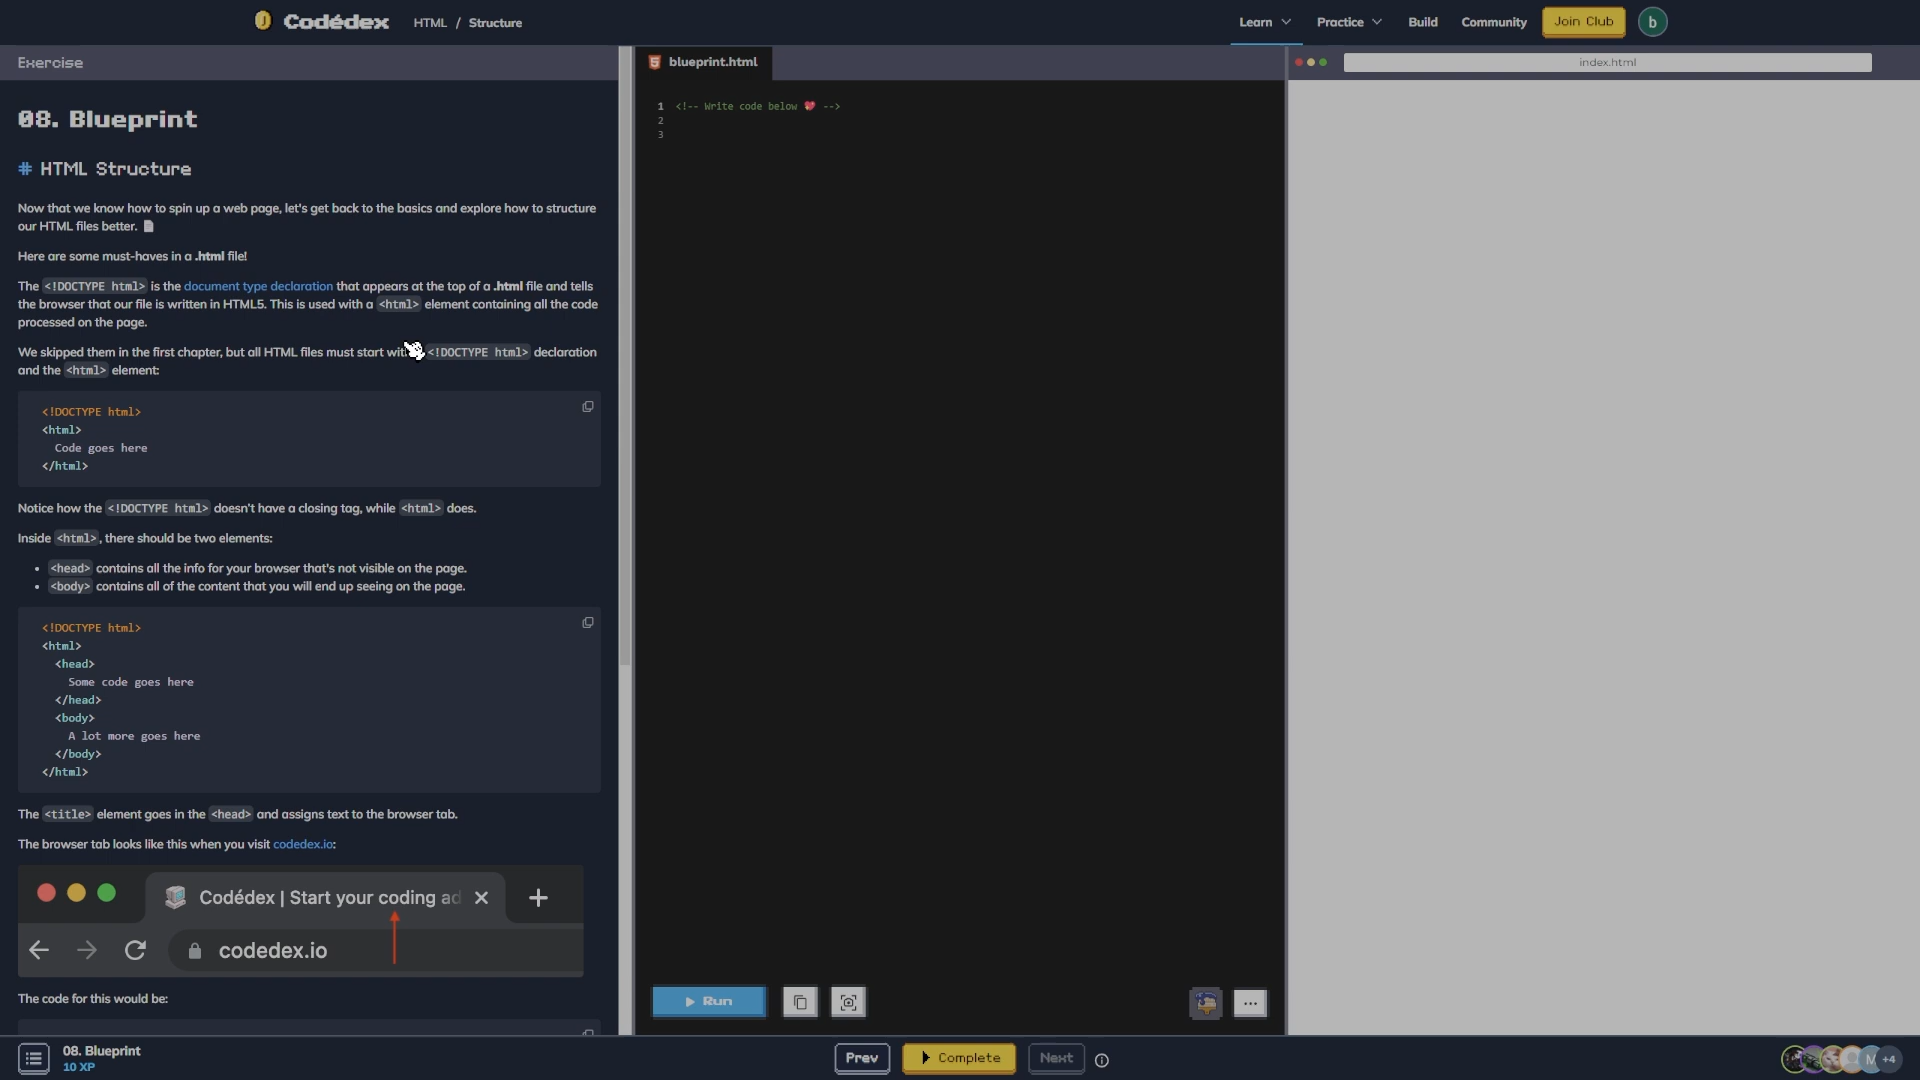 Codédex
HTML / Structure
Learn
Practice
Build
Community
Join Club
b
Exercise
08. Blueprint
# HTML Structure
Now that we know how to spin up a web page, let's get back to the basics and explore how to structure
our HTML files better.
Here are some must-haves in a .html file!
The <!DOCTYPE html> is the document type declaration that appears at the top of a .html file and tells
the browser that our file is written in HTML5. This is used with a <html> element containing all the code
processed on the page.
We skipped them in the first chapter, but all HTML files must start <!DOCTYPE html> declaration
and the <html> element:
<!DOCTYPE html>
<html>
Code goes here
</html>
Notice how the <!DOCTYPE html> doesn't have a closing tag, while <html> does.
Inside <html>, there should be two elements:
• <head> contains all the info for your browser that's not visible on the page.
• <body> contains all of the content that you will end up seeing on the page.
<!DOCTYPE html>
<html>
<head>
Some code goes here
</head>
<body>
A lot more goes here
</body>
</html>
The <title> element goes in the <head> and assigns text to the browser tab.
The browser tab looks like this when you visit codedex.io:
Codédex | Start your coding ad
codedex.io
The code for this would be:
blueprint.html
1 <!-- Write code below 💖 -->
2
3
Run
...
index.html
08. Blueprint
10 XP
Prev
Complete
Next
M
+4